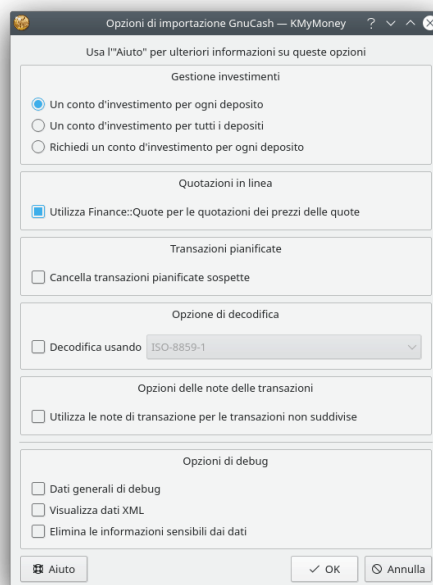 Opzioni di importazione GnuCash — KMyMoney
Usa l'"Aiuto" per ulteriori informazioni su queste opzioni
Gestione investimenti
Un conto d'investimento per ogni deposito
Un conto d'investimento per tutti i depositi
Richiedi un conto d'investimento per ogni deposito
Quotazioni in linea
Utilizza Finance::Quote per le quotazioni dei prezzi delle quote
Transazioni pianificate
Cancella transazioni pianificate sospette
Opzione di decodifica
Decodifica usando ISO-8859-1
Opzioni delle note delle transazioni
Utilizza le note di transazione per le transazioni non suddivise
Opzioni di debug
Dati generali di debug
Visualizza dati XML
Elimina le informazioni sensibili dai dati
Aiuto OK Annulla